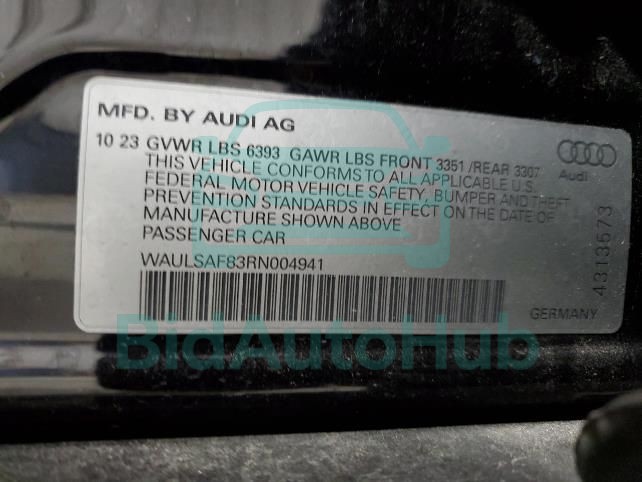 MFD. BY AUDI AG
10 23 GVWR LBS 6393 GAWR LBS FRONT 3351 /REAR 3307
THIS VEHICLE CONFORMS TO ALL APPLICABLE U.S.
FEDERAL MOTOR VEHICLE SAFETY, BUMPER AND THEFT
PREVENTION STANDARDS IN EFFECT ON THE DATE OF
MANUFACTURE SHOWN ABOVE
PASSENGER CAR
WAULSAF83RN004941
Audi
4313573
GERMANY
BidAutoHub